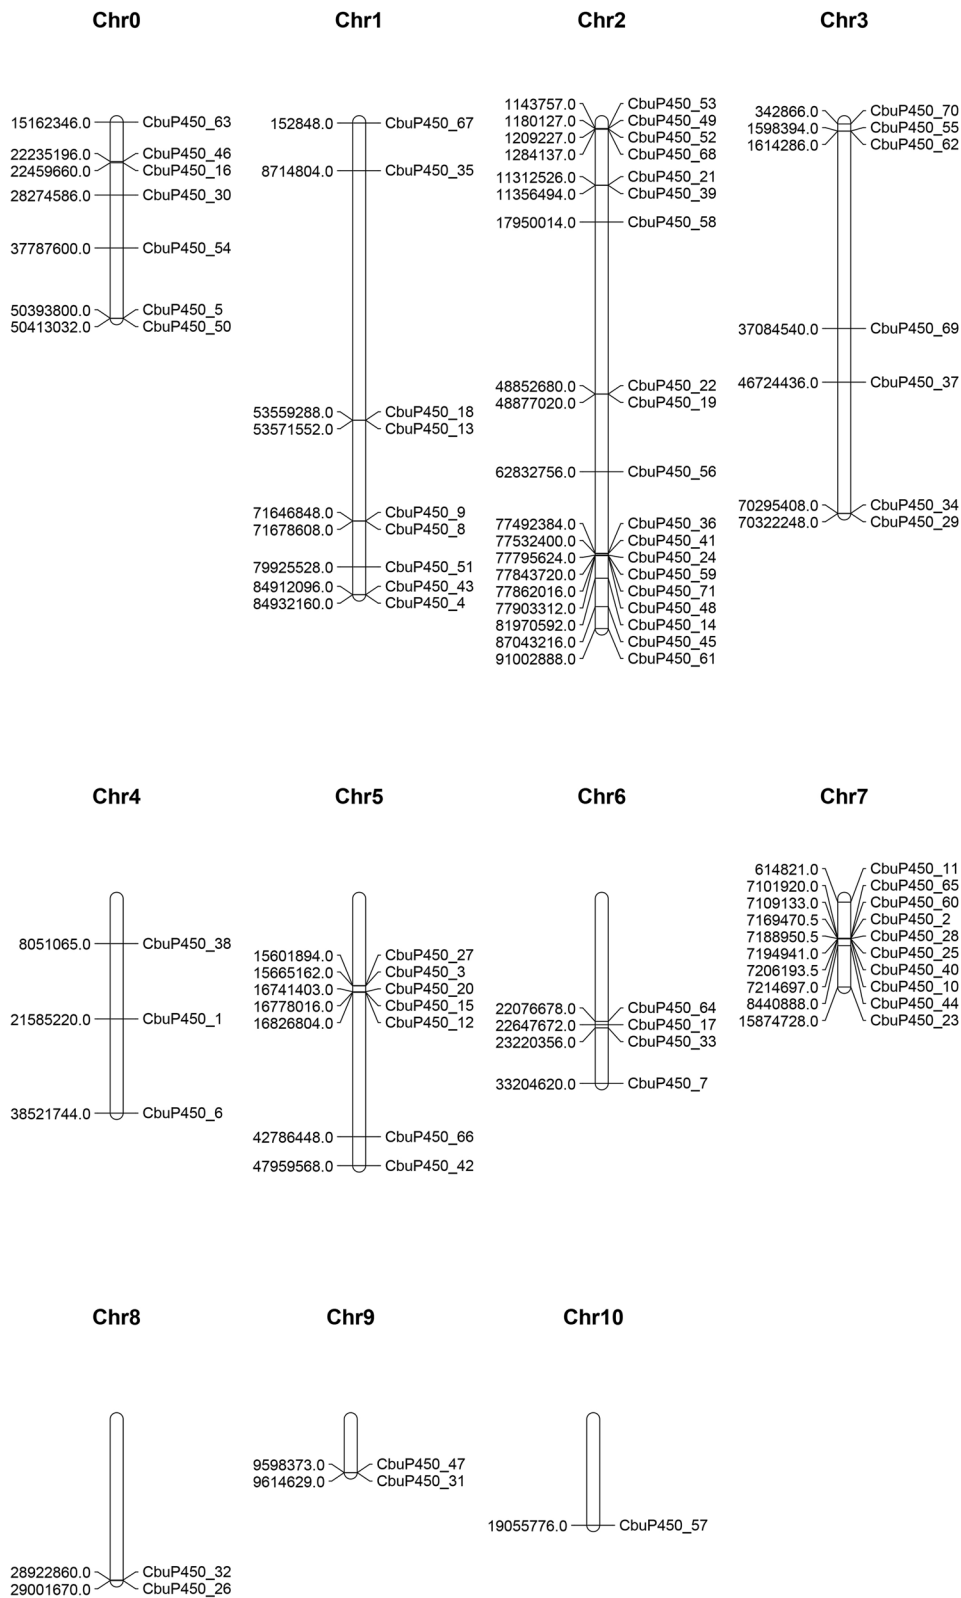 Chr0
15162346.0 CbuP450_63
22235196.0 CbuP450_46
22459660.0 CbuP450_16
28274586.0 CbuP450_30
37787600.0 CbuP450_54
50393800.0 CbuP450_5
50413032.0 CbuP450_50
Chr1
152848.0 CbuP450_67
8714804.0 CbuP450_35
53559288.0 CbuP450_18
53571552.0 CbuP450_13
71646848.0 CbuP450_9
71678608.0 CbuP450_8
79925528.0 CbuP450_51
84912096.0 CbuP450_43
84932160.0 CbuP450_4
Chr2
1143757.0 CbuP450_53
1180127.0 CbuP450_49
1209227.0 CbuP450_52
1284137.0 CbuP450_68
11312526.0 CbuP450_21
11356494.0 CbuP450_39
17950014.0 CbuP450_58
48852680.0 CbuP450_22
48877020.0 CbuP450_19
62832756.0 CbuP450_56
77492384.0 CbuP450_36
77532400.0 CbuP450_41
77795624.0 CbuP450_24
77843720.0 CbuP450_59
77862016.0 CbuP450_71
77903312.0 CbuP450_48
81970592.0 CbuP450_14
87043216.0 CbuP450_45
91002888.0 CbuP450_61
Chr3
342866.0 CbuP450_70
1598394.0 CbuP450_55
1614286.0 CbuP450_62
37084540.0 CbuP450_69
46724436.0 CbuP450_37
70295408.0 CbuP450_34
70322248.0 CbuP450_29
Chr4
8051065.0 CbuP450_38
21585220.0 CbuP450_1
38521744.0 CbuP450_6
Chr5
15601894.0 CbuP450_27
15665162.0 CbuP450_3
16741403.0 CbuP450_20
16778016.0 CbuP450_15
16826804.0 CbuP450_12
42786448.0 CbuP450_66
47959568.0 CbuP450_42
Chr6
22076678.0 CbuP450_64
22647672.0 CbuP450_17
23220356.0 CbuP450_33
33204620.0 CbuP450_7
Chr7
614821.0 CbuP450_11
7101920.0 CbuP450_65
7109133.0 CbuP450_60
7169470.5 CbuP450_2
7188950.5 CbuP450_28
7194941.0 CbuP450_25
7206193.5 CbuP450_40
7214697.0 CbuP450_10
8440888.0 CbuP450_44
15874728.0 CbuP450_23
Chr8
28922860.0 CbuP450_32
29001670.0 CbuP450_26
Chr9
9598373.0 CbuP450_47
9614629.0 CbuP450_31
Chr10
19055776.0 CbuP450_57